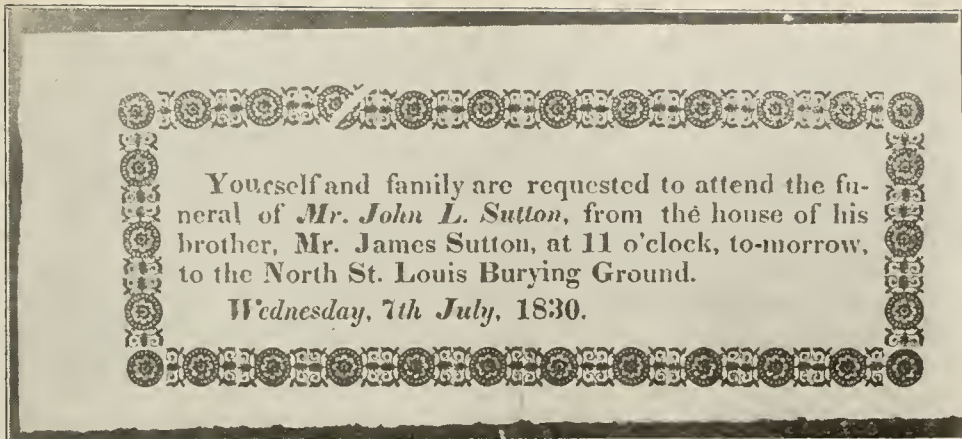 Yourself and family are requested to attend the fu-
neral of Mr. John L. Sutton, from the house of his
brother, Mr. James Sutton, at 11 o'clock, to-morrow,
to the North St. Louis Burying Ground.
Wednesday, 7th July, 1830.